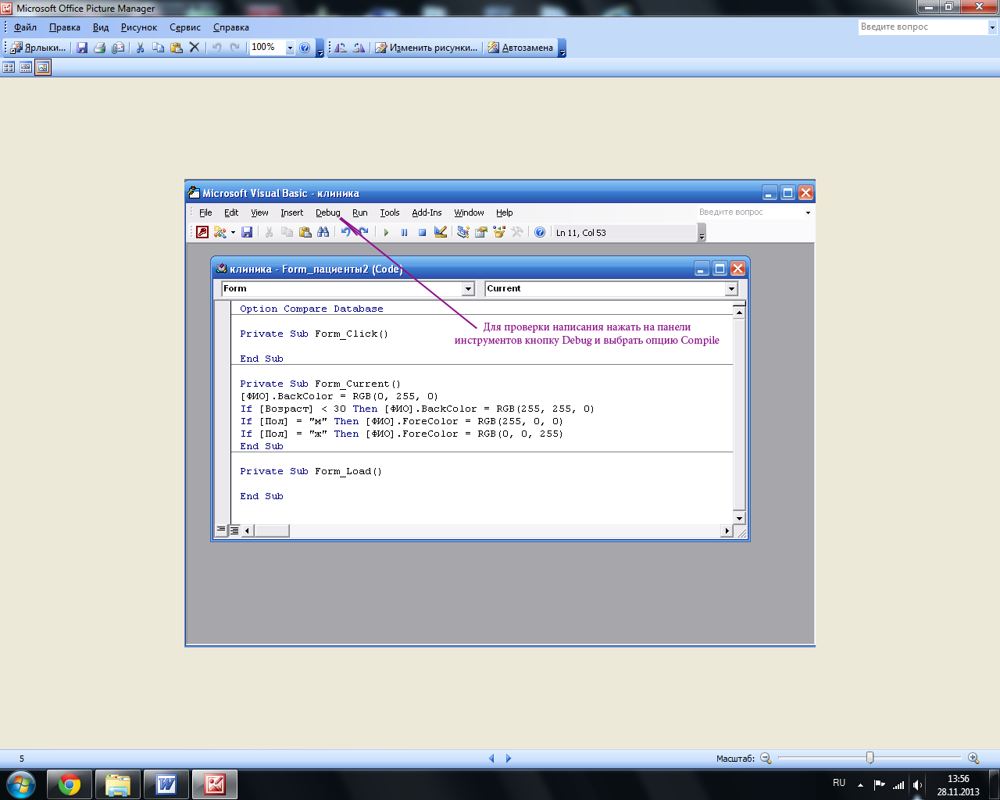 Microsoft Office Picture Manager
Файл Правка Вид Рисунок Сервис Справка
Введите вопрос
Ярлыки... 100% Изменить рисунки... Автозамена
Microsoft Visual Basic - клиника
File Edit View Insert Debug Run Tools Add-Ins Window Help
Введите вопрос
Ln 11, Col 53
клиника - Form_пациенты2 (Code)
Form Current
Option Compare Database
Для проверки написания нажать на панели
инструментов кнопку Debug и выбрать опцию Compile
Private Sub Form_Click()
End Sub
Private Sub Form_Current()
[ФИО].BackColor = RGB(0, 255, 0)
If [Возраст] < 30 Then [ФИО].BackColor = RGB(255, 255, 0)
If [Пол] = "м" Then [ФИО].ForeColor = RGB(255, 0, 0)
If [Пол] = "ж" Then [ФИО].ForeColor = RGB(0, 0, 255)
End Sub
Private Sub Form_Load()
End Sub
5
Масштаб:
RU
13:56
28.11.2013